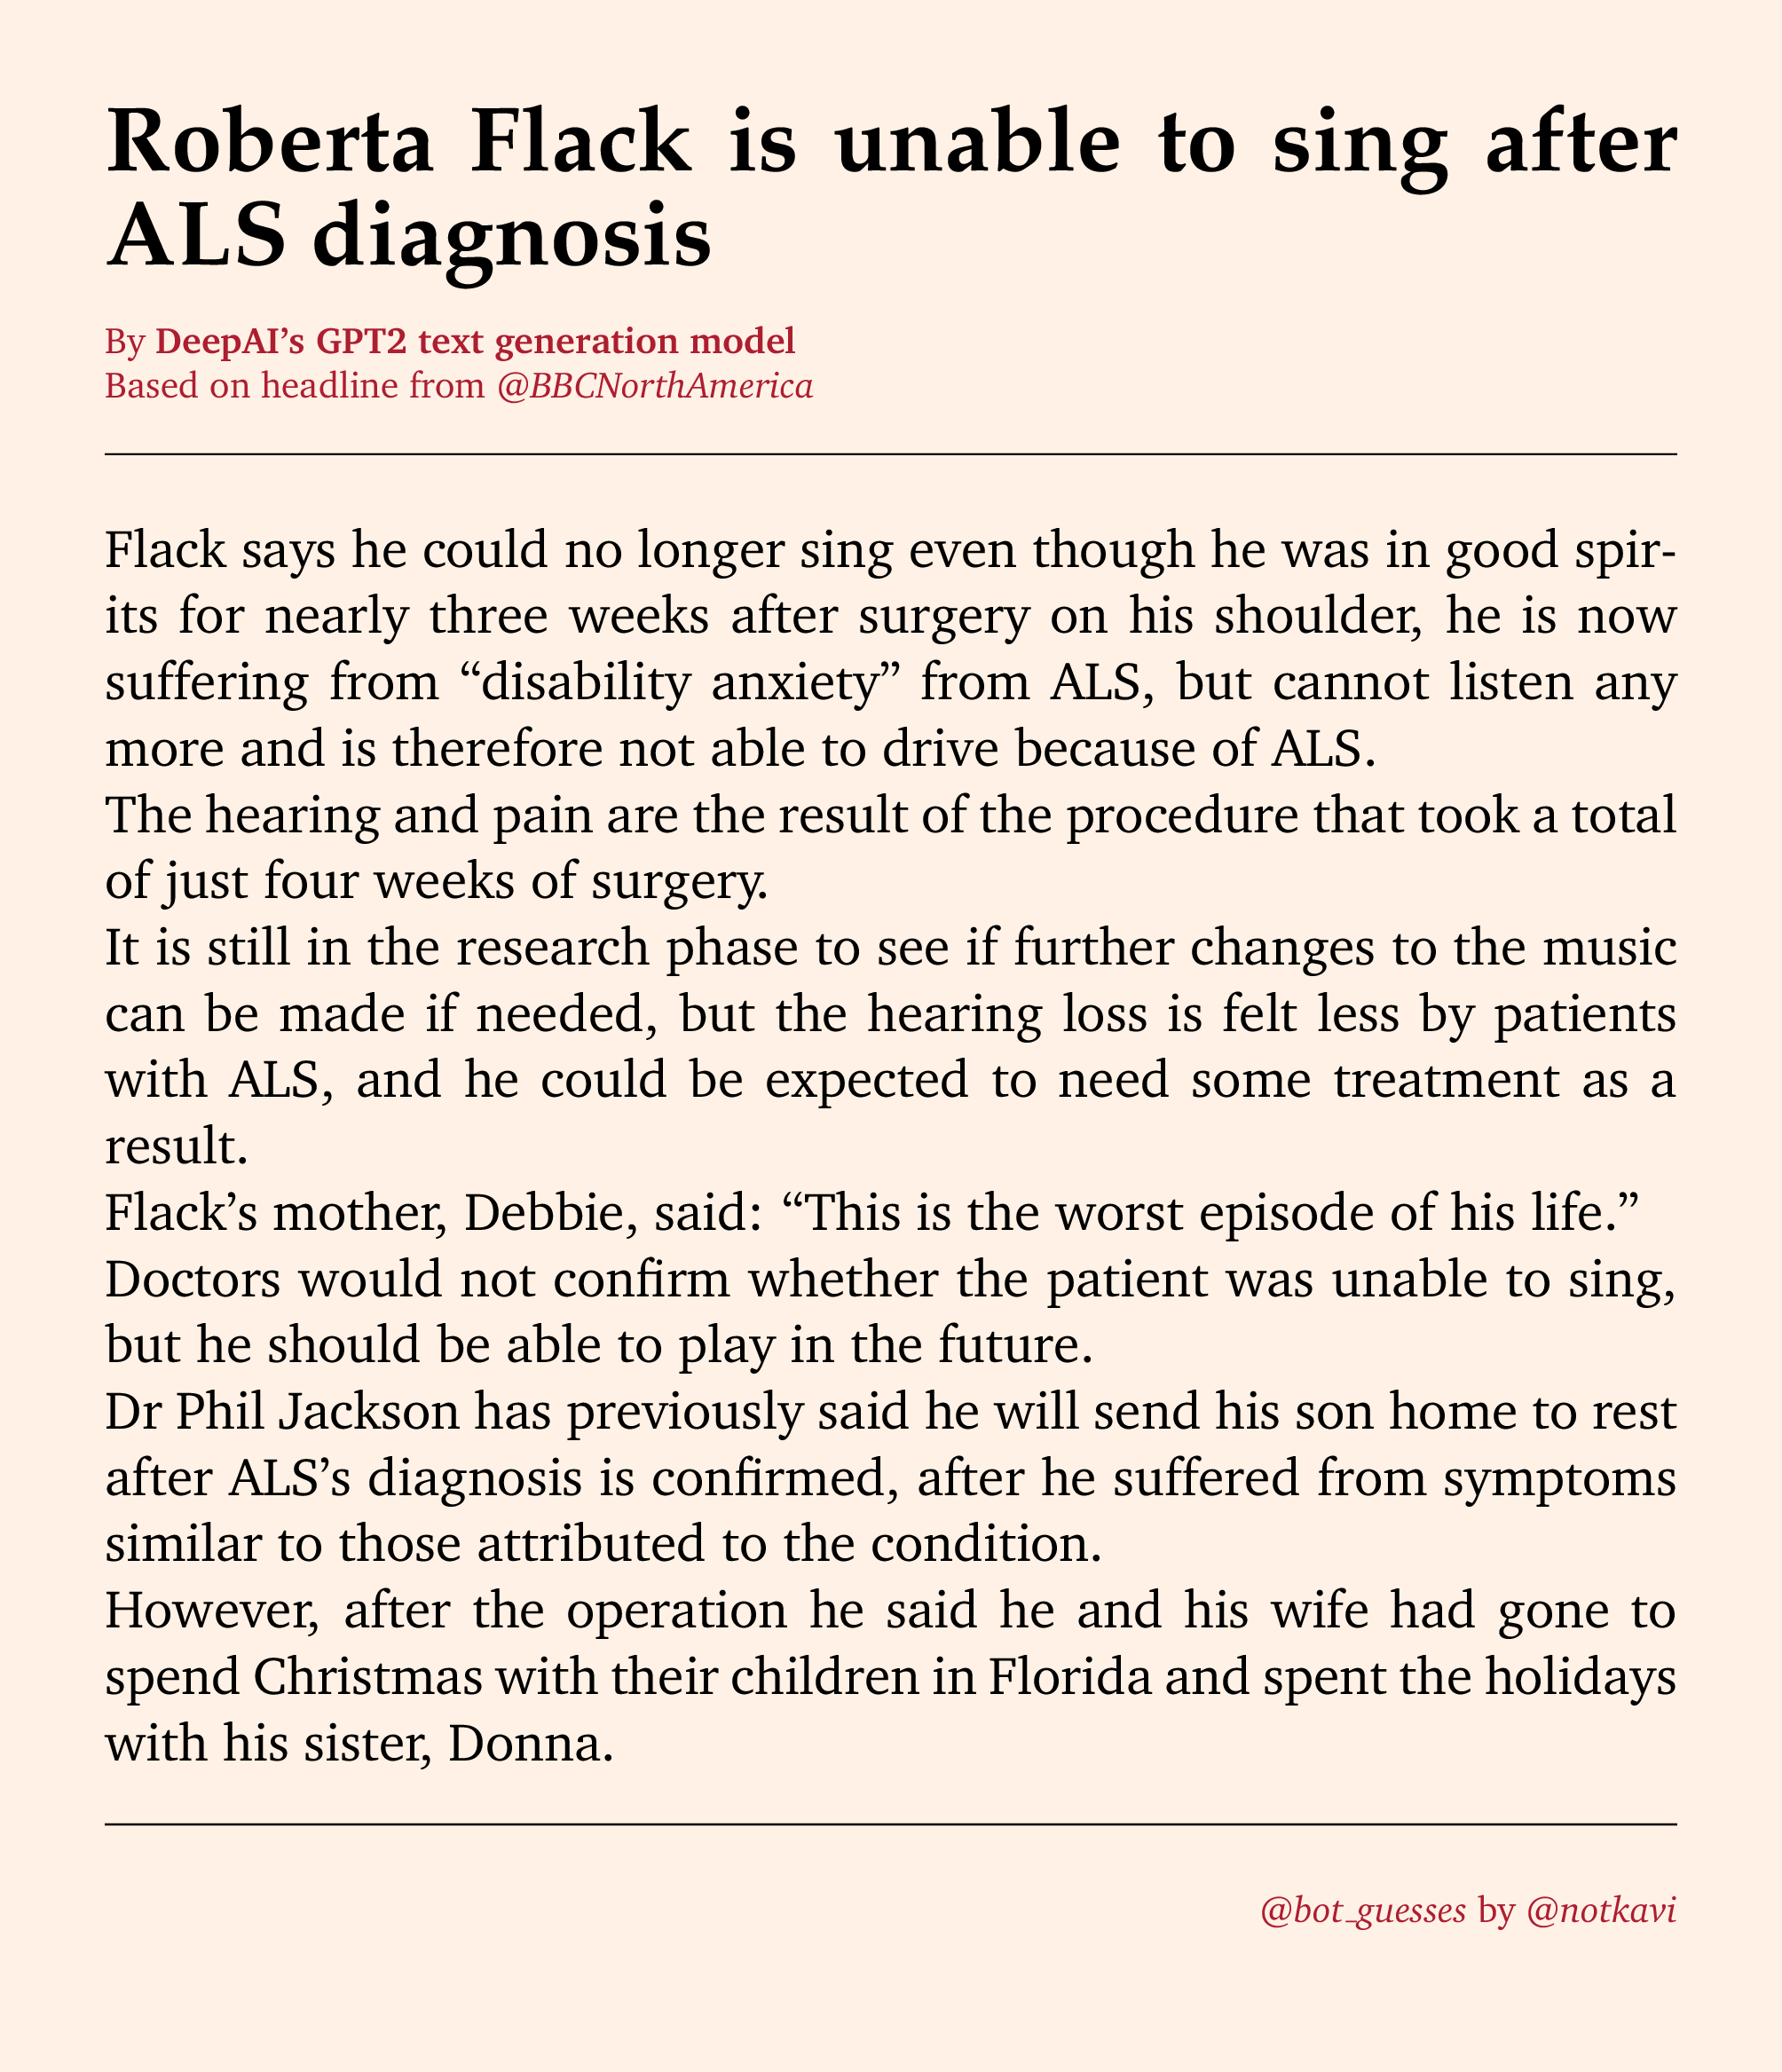 Roberta Flack is unable to sing after
ALS diagnosis
By DeepAI’s GPT2 text generation model
Based on headline from @BBCNorthAmerica
Flack says he could no longer sing even though he was in good spir-
its for nearly three weeks after surgery on his shoulder, he is now
suffering from “disability anxiety” from ALS, but cannot listen any
more and is therefore not able to drive because of ALS.
The hearing and pain are the result of the procedure that took a total
of just four weeks of surgery.
It is still in the research phase to see if further changes to the music
can be made if needed, but the hearing loss is felt less by patients
with ALS, and he could be expected to need some treatment as a
result.
Flack’s mother, Debbie, said: “This is the worst episode of his life.”
Doctors would not confirm whether the patient was unable to sing,
but he should be able to play in the future.
Dr Phil Jackson has previously said he will send his son home to rest
after ALS’s diagnosis is confirmed, after he suffered from symptoms
similar to those attributed to the condition.
However, after the operation he said he and his wife had gone to
spend Christmas with their children in Florida and spent the holidays
with his sister, Donna.
@bot_guesses by @notkavi